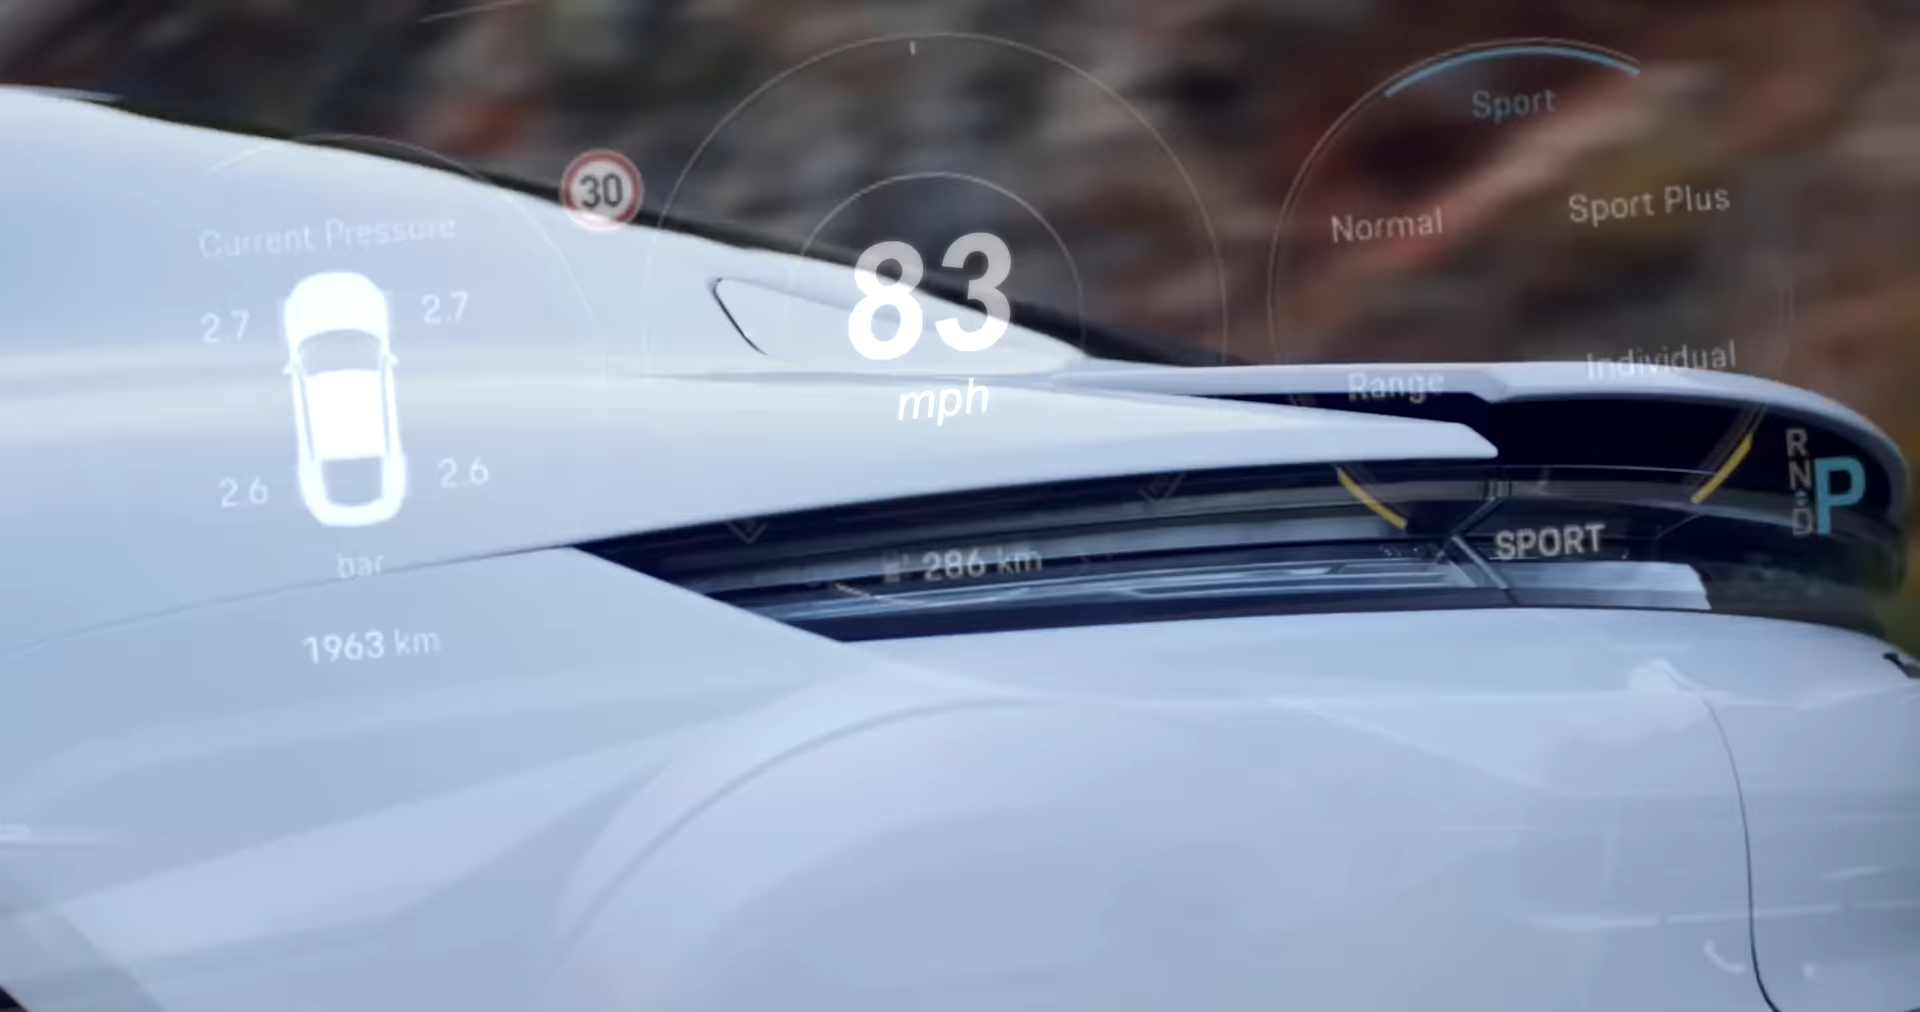 30
Sport
Normal
Sport Plus
Current Pressure
2.7
2.7
83
mph
Range
Individual
2.6
2.6
bar
286 km
SPORT
R
N
D
P
1963 km